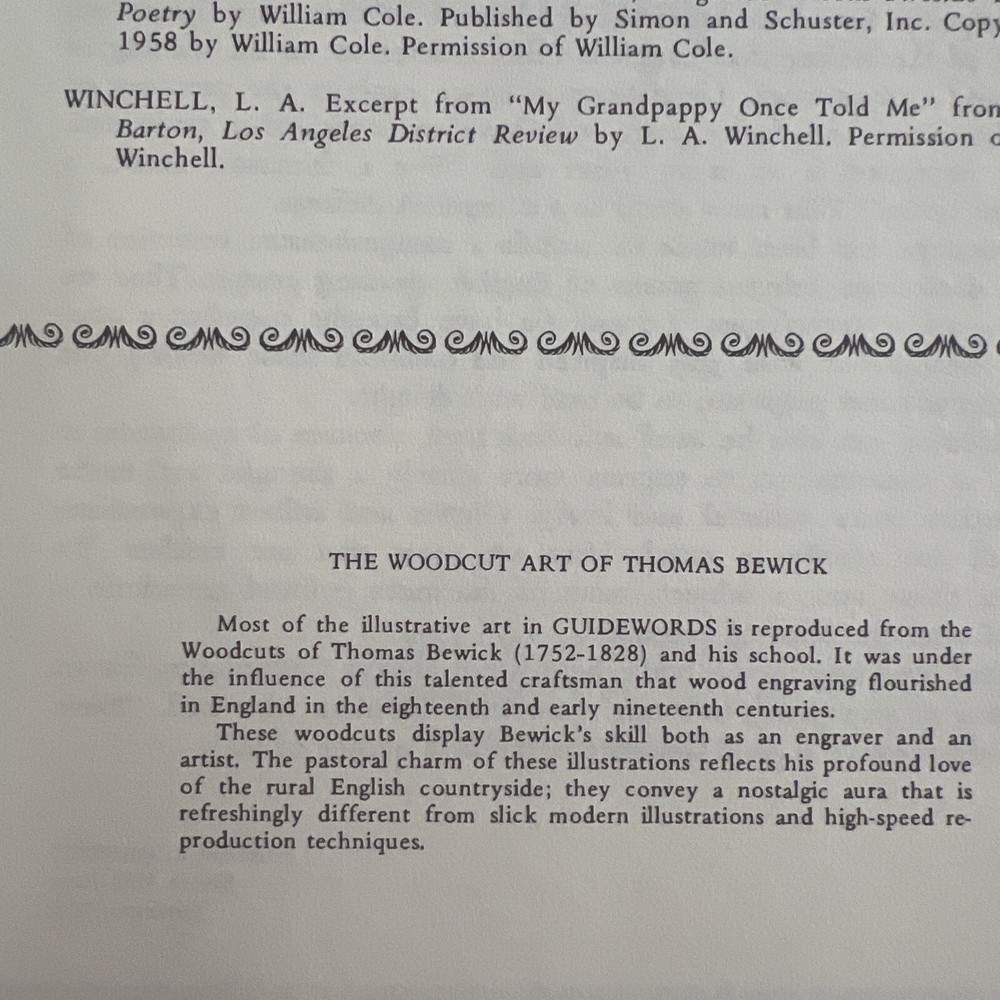 Poetry by William Cole. Published by Simon and Schuster, Inc. Copy
1958 by William Cole. Permission of William Cole.
WINCHELL, L. A. Excerpt from “My Grandpappy Once Told Me” from
Barton, Los Angeles District Review by L. A. Winchell. Permission
Winchell.
THE WOODCUT ART OF THOMAS BEWICK
Most of the illustrative art in GUIDEWORDS is reproduced from the
Woodcuts of Thomas Bewick (1752-1828) and his school. It was under
the influence of this talented craftsman that wood engraving flourished
in England in the eighteenth and early nineteenth centuries.
These woodcuts display Bewick's skill both as an engraver and an
artist. The pastoral charm of these illustrations reflects his profound love
of the rural English countryside; they convey a nostalgic aura that is
refreshingly different from slick modern illustrations and high-speed re-
production techniques.